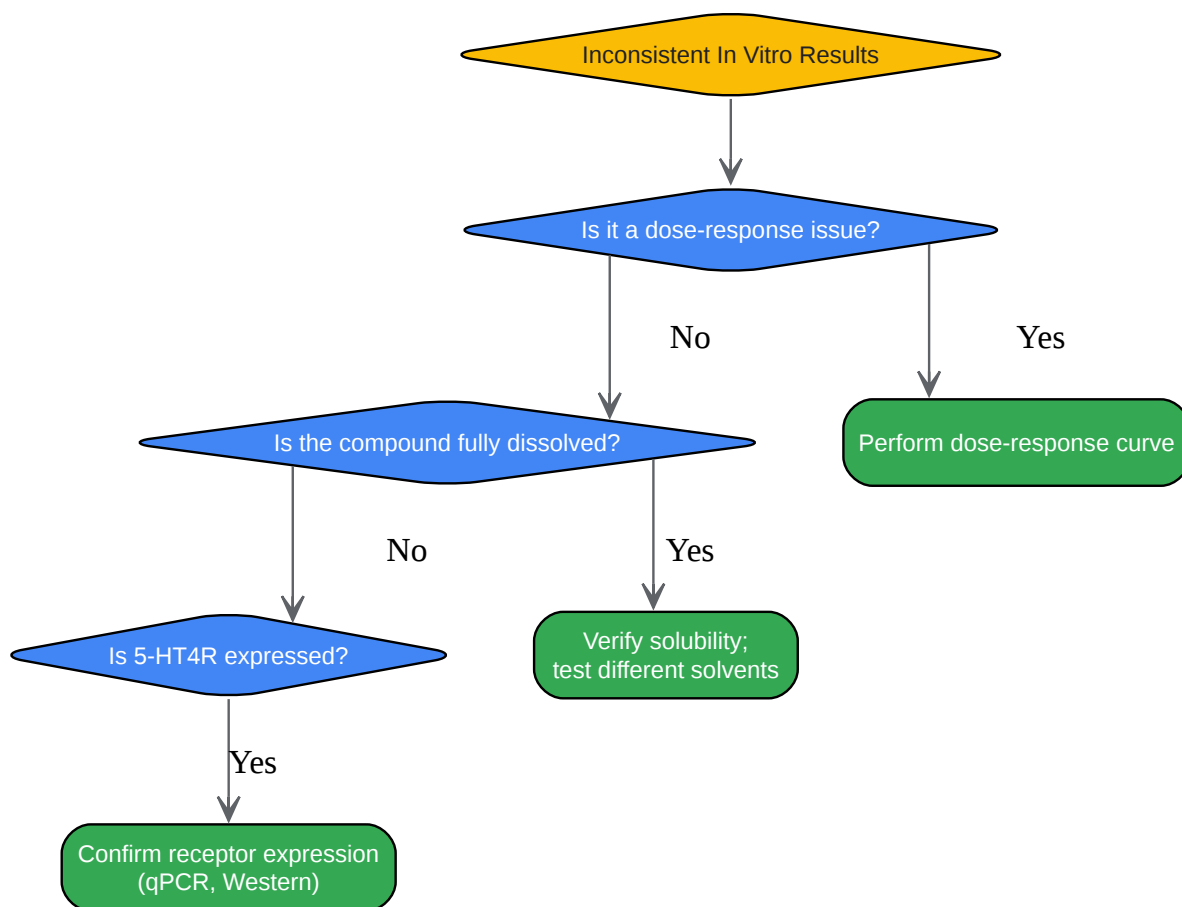 Inconsistent In Vitro Results
Is it a dose-response issue?
No
Yes
Perform dose-response curve
Is the compound fully dissolved?
No
Yes
Verify solubility;
test different solvents
Is 5-HT4R expressed?
Yes
Confirm receptor expression
(qPCR, Western)